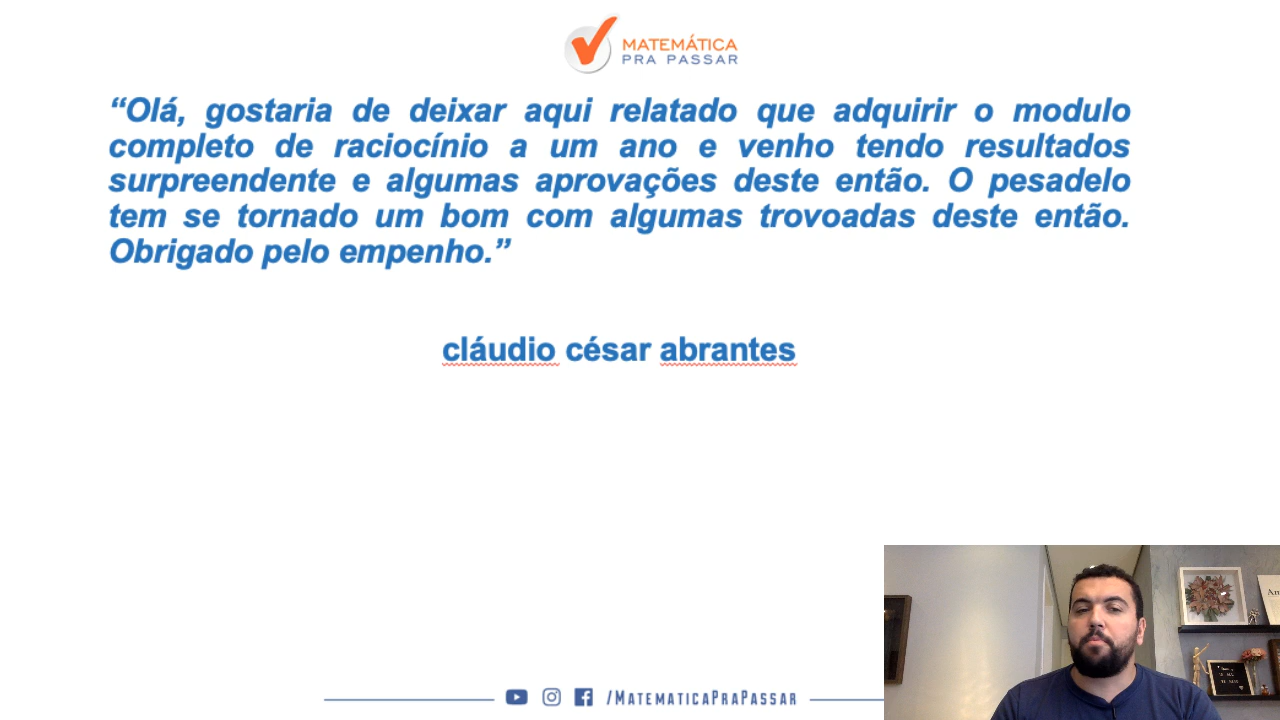 MATEMÁTICA
PRA PASSAR
“Olá, gostaria de deixar aqui relatado que adquirir o modulo
completo de raciocínio a um ano e venho tendo resultados
surpreendente e algumas aprovações deste então. O pesadelo
tem se tornado um bom com algumas trovoadas deste então.
Obrigado pelo empenho.”
cláudio césar abrantes
/MATEMATICAPRAPASSAR